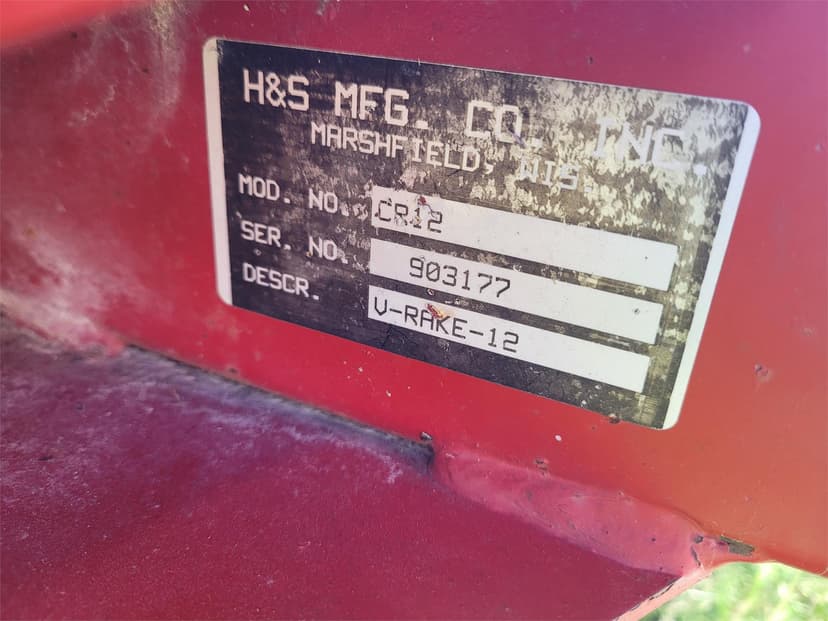 H&S MFG. CO. INC.
MARSHFIELD, WIS.
MOD. NO. CR12
SER. NO. 903177
DESCR. V-RAKE-12